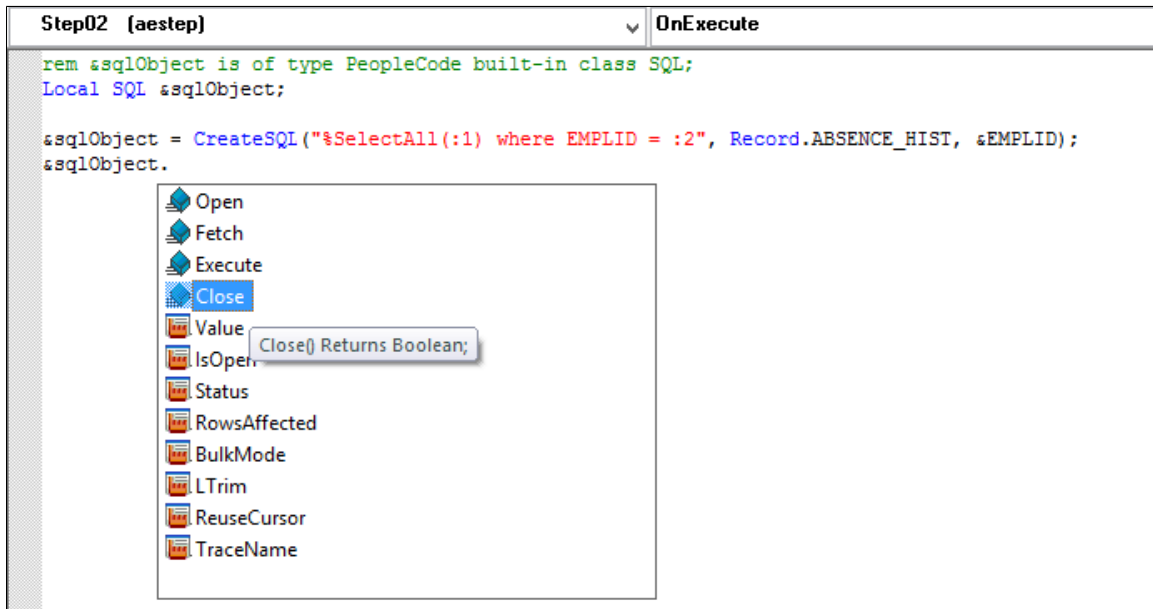 Step02 (aestep) OnExecute
rem &sqlObject is of type PeopleCode built-in class SQL;
Local SQL &sqlObject;
&sqlObject = CreateSQL("%SelectAll(:1) where EMPLID = :2", Record.ABSENCE_HIST, &EMPLID);
&sqlObject.
Open
Fetch
Execute
Close
Value
Close() Returns Boolean;
IsOpen
Status
RowsAffected
BulkMode
LTrim
ReuseCursor
TraceName